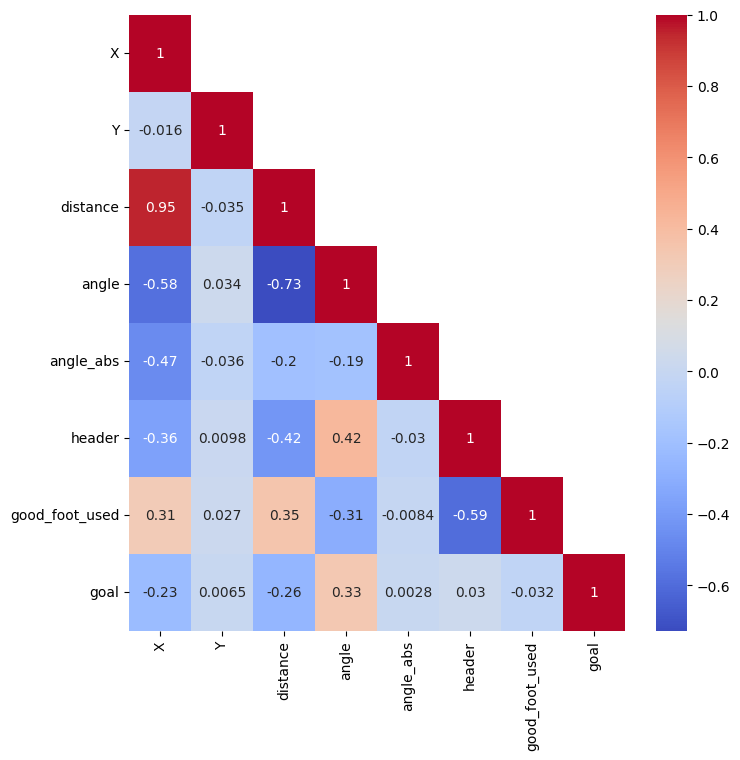 X 1
Y -0.016 1
distance 0.95 -0.035 1
angle -0.58 0.034 -0.73 1
angle_abs -0.47 -0.036 -0.2 -0.19 1
header -0.36 0.0098 -0.42 0.42 -0.03 1
good_foot_used 0.31 0.027 0.35 -0.31 -0.0084 -0.59 1
goal -0.23 0.0065 -0.26 0.33 0.0028 0.03 -0.032 1
X Y distance angle angle_abs header good_foot_used goal
1.0
0.8
0.6
0.4
0.2
0.0
−0.2
−0.4
−0.6